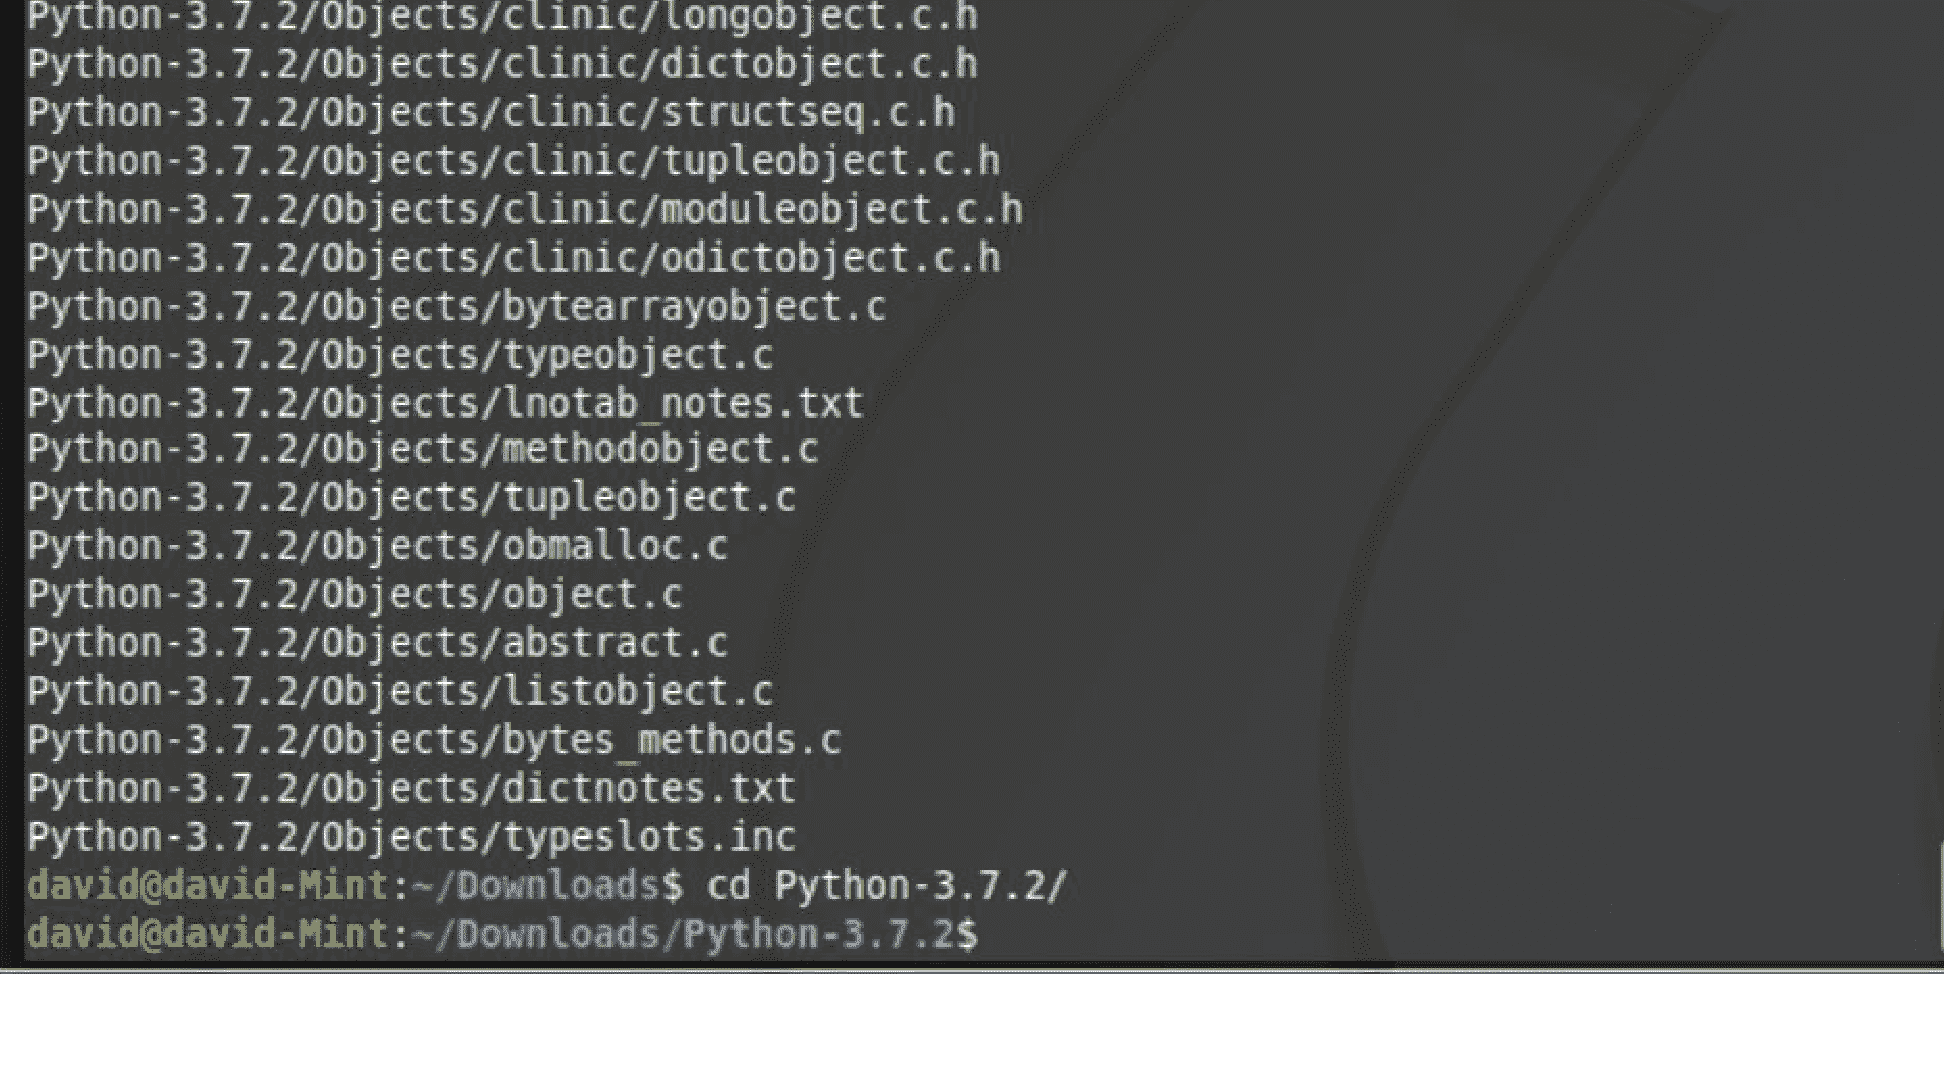 Python-3.7.2/Objects/clinic/longobject.c.h
Python-3.7.2/Objects/clinic/dictobject.c.h
Python-3.7.2/Objects/clinic/structseq.c.h
Python-3.7.2/Objects/clinic/tupleobject.c.h
Python-3.7.2/Objects/clinic/moduleobject.c.h
Python-3.7.2/Objects/clinic/odictobject.c.h
Python-3.7.2/Objects/bytearrayobject.c
Python-3.7.2/Objects/typeobject.c
Python-3.7.2/Objects/lnotab_notes.txt
Python-3.7.2/Objects/methodobject.c
Python-3.7.2/Objects/tupleobject.c
Python-3.7.2/Objects/obmalloc.c
Python-3.7.2/Objects/object.c
Python-3.7.2/Objects/abstract.c
Python-3.7.2/Objects/listobject.c
Python-3.7.2/Objects/bytes_methods.c
Python-3.7.2/Objects/dictnotes.txt
Python-3.7.2/Objects/typeslots.inc
david@david-Mint:~/Downloads$ cd Python-3.7.2/
david@david-Mint:~/Downloads/Python-3.7.2$